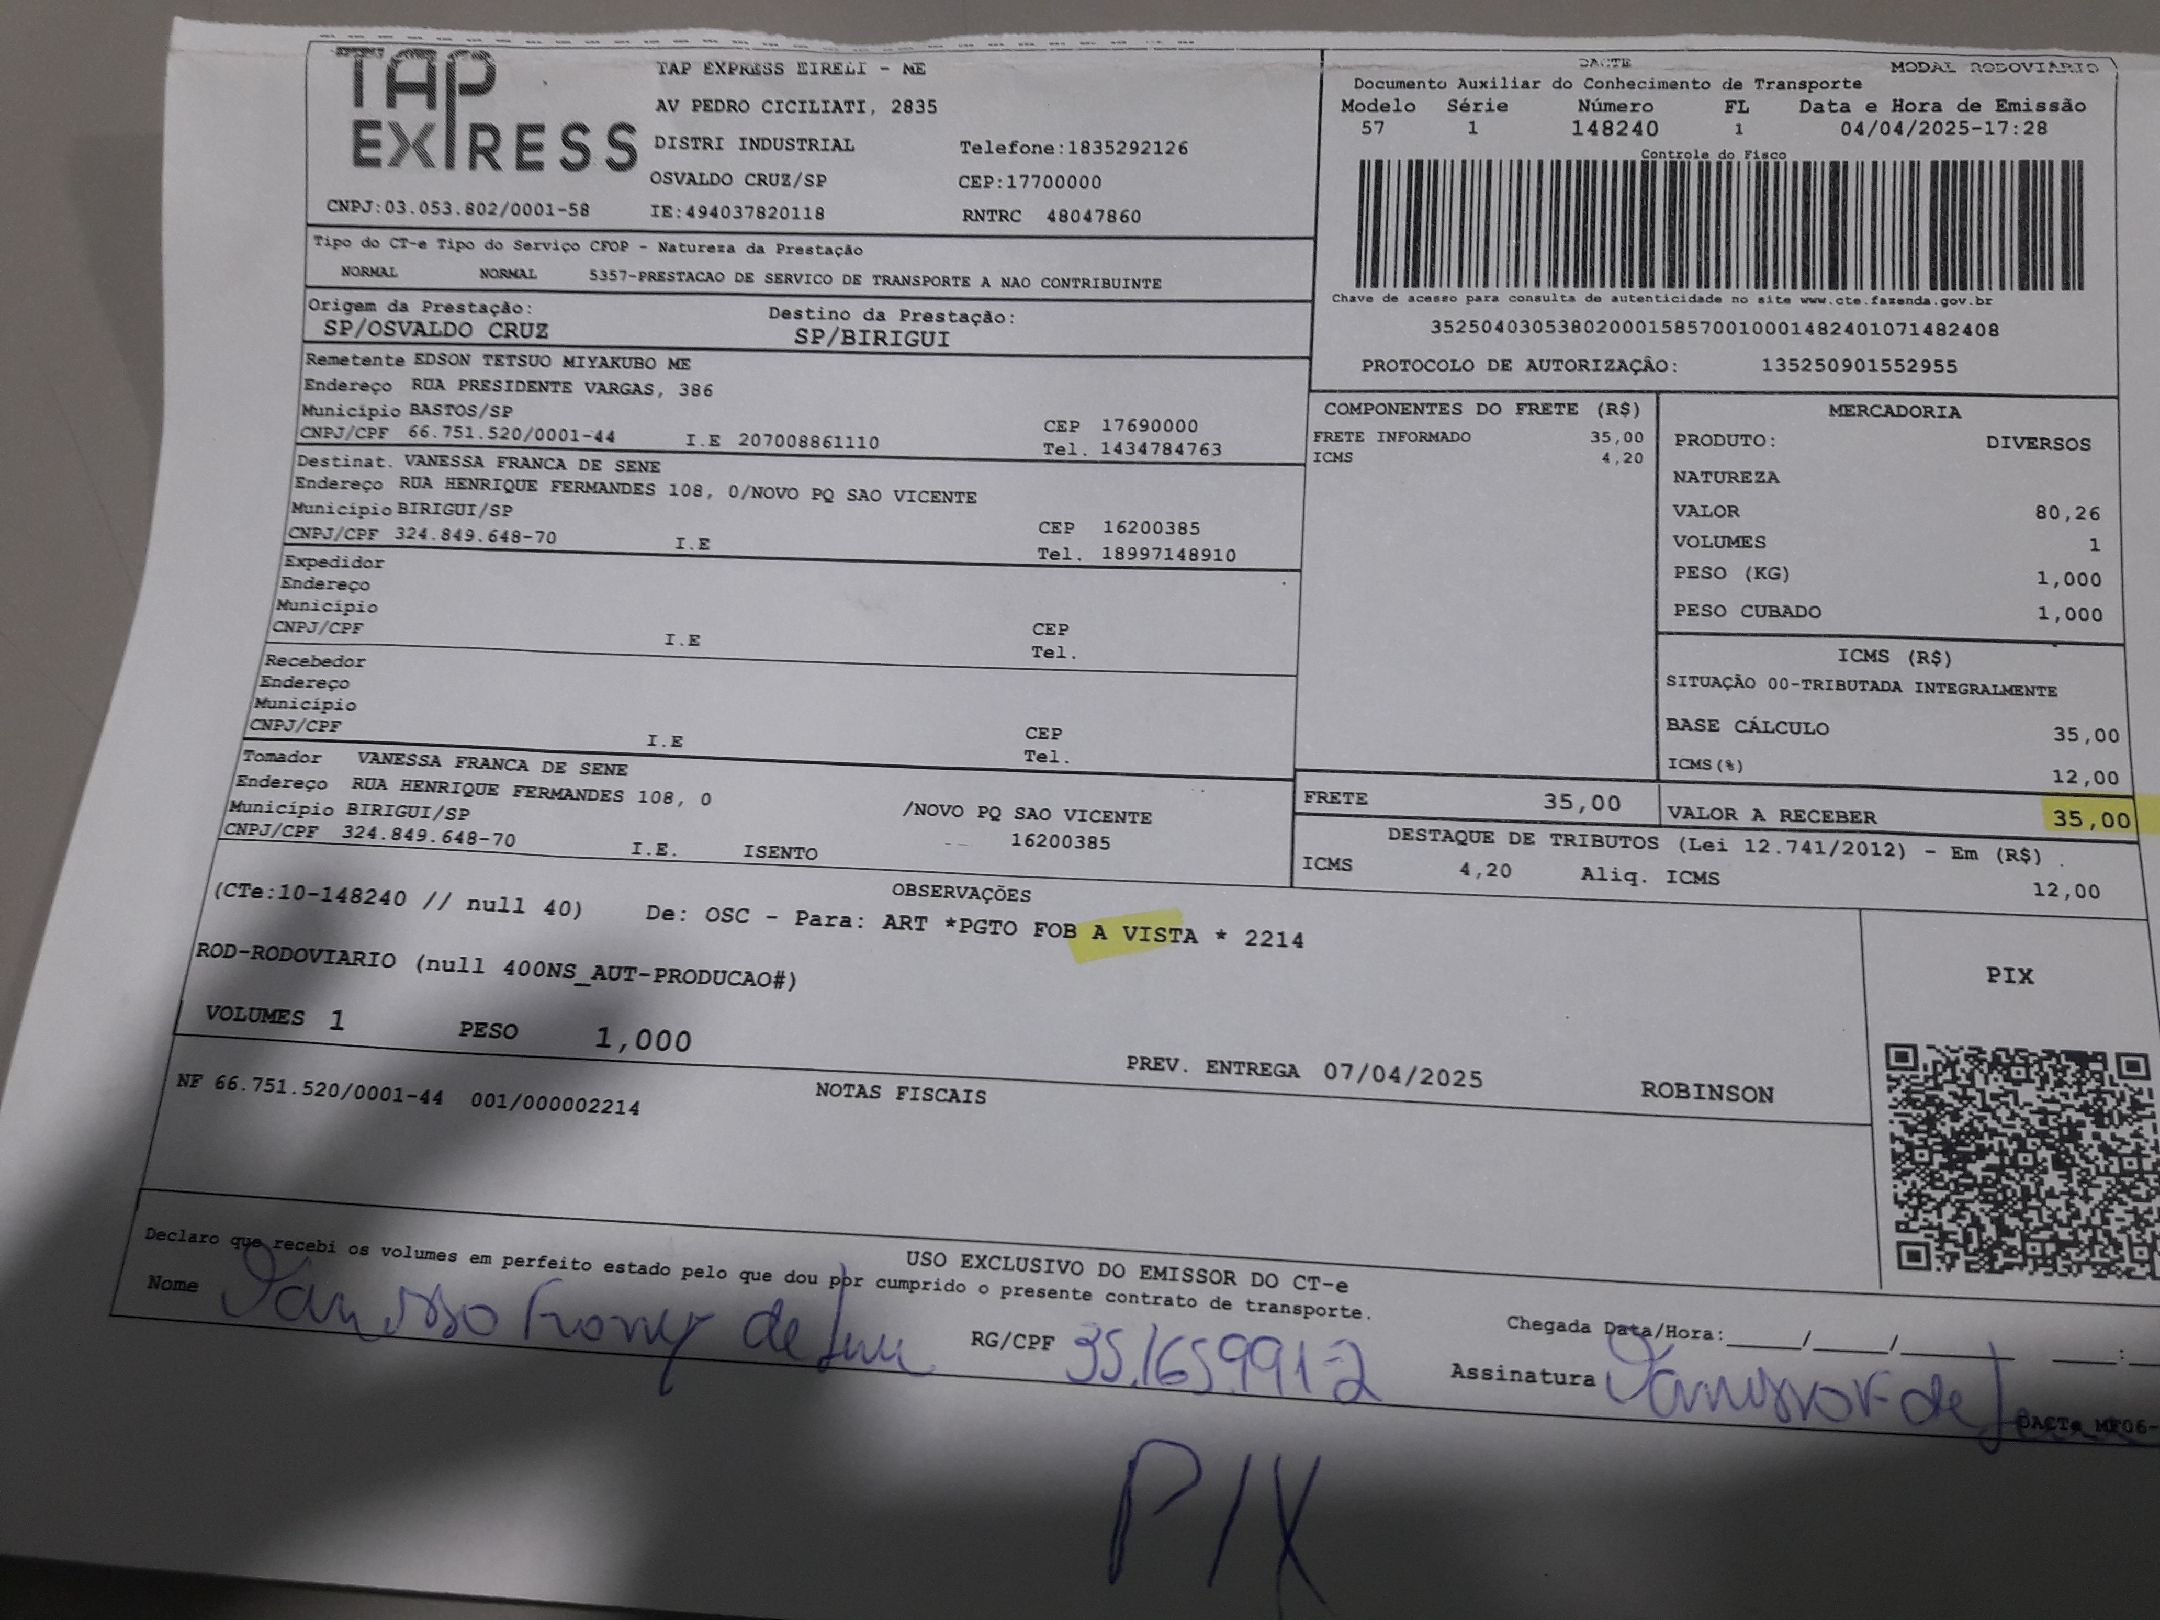 TAP EXPRESS
TAP EXPRESS EIRELI - ME
AV PEDRO CICILIATI, 2835
DISTRI INDUSTRIAL Telefone:1835292126
OSVALDO CRUZ/SP CEP:17700000
CNPJ:03.053.802/0001-58 IE:494037820118 RNTRC 48047860
DACTE MODAL RODOVIÁRIO
Documento Auxiliar do Conhecimento de Transporte
Modelo Série Número FL Data e Hora de Emissão
57 1 148240 1 04/04/2025-17:28
Controle do Fisco
Chave de acesso para consulta de autenticidade no site www.cte.fazenda.gov.br
35250403053802000158570010001482401071482408
PROTOCOLO DE AUTORIZAÇÂO: 135250901552955
Tipo do CT-e Tipo do Serviço CFOP - Natureza da Prestação
NORMAL NORMAL 5357-PRESTACAO DE SERVICO DE TRANSPORTE A NAO CONTRIBUINTE
Origem da Prestação: Destino da Prestação:
SP/OSVALDO CRUZ SP/BIRIGUI
Remetente EDSON TETSUO MIYAKUBO ME
Endereço RUA PRESIDENTE VARGAS, 386
Município BASTOS/SP CEP 17690000
CNPJ/CPF 66.751.520/0001-44 I.E 207008861110 Tel. 1434784763
Destinat. VANESSA FRANCA DE SENE
Endereço RUA HENRIQUE FERMANDES 108, 0/NOVO PQ SAO VICENTE
Município BIRIGUI/SP CEP 16200385
CNPJ/CPF 324.849.648-70 I.E Tel. 18997148910
Expedidor
Endereço
Município CEP
CNPJ/CPF I.E Tel.
Recebedor
Endereço
Município CEP
CNPJ/CPF I.E Tel.
Tomador VANESSA FRANCA DE SENE
Endereço RUA HENRIQUE FERMANDES 108, 0 /NOVO PQ SAO VICENTE
Município BIRIGUI/SP 16200385
CNPJ/CPF 324.849.648-70 I.E. ISENTO
COMPONENTES DO FRETE (R$)
FRETE INFORMADO 35,00
ICMS 4,20
MERCADORIA
PRODUTO: DIVERSOS
NATUREZA
VALOR 80,26
VOLUMES 1
PESO (KG) 1,000
PESO CUBADO 1,000
ICMS (R$)
SITUAÇÃO 00-TRIBUTADA INTEGRALMENTE
BASE CÁLCULO 35,00
ICMS(%) 12,00
FRETE 35,00 VALOR A RECEBER 35,00
DESTAQUE DE TRIBUTOS (Lei 12.741/2012) - Em (R$) .
ICMS 4,20 Aliq. ICMS 12,00
OBSERVAÇÕES
(CTe:10-148240 // null 40) De: OSC - Para: ART *PGTO FOB A VISTA * 2214
ROD-RODOVIARIO (null 400NS_AUT-PRODUCAO#)
VOLUMES 1 PESO 1,000
PREV. ENTREGA 07/04/2025 ROBINSON
PIX
NOTAS FISCAIS
NF 66.751.520/0001-44 001/000002214
USO EXCLUSIVO DO EMISSOR DO CT-e
Declaro que recebi os volumes em perfeito estado pelo que dou por cumprido o presente contrato de transporte.
Nome RG/CPF 35.165.991-2
Chegada Data/Hora:____/____/______ ___:__
Assinatura
DACTe MF06-
PIX